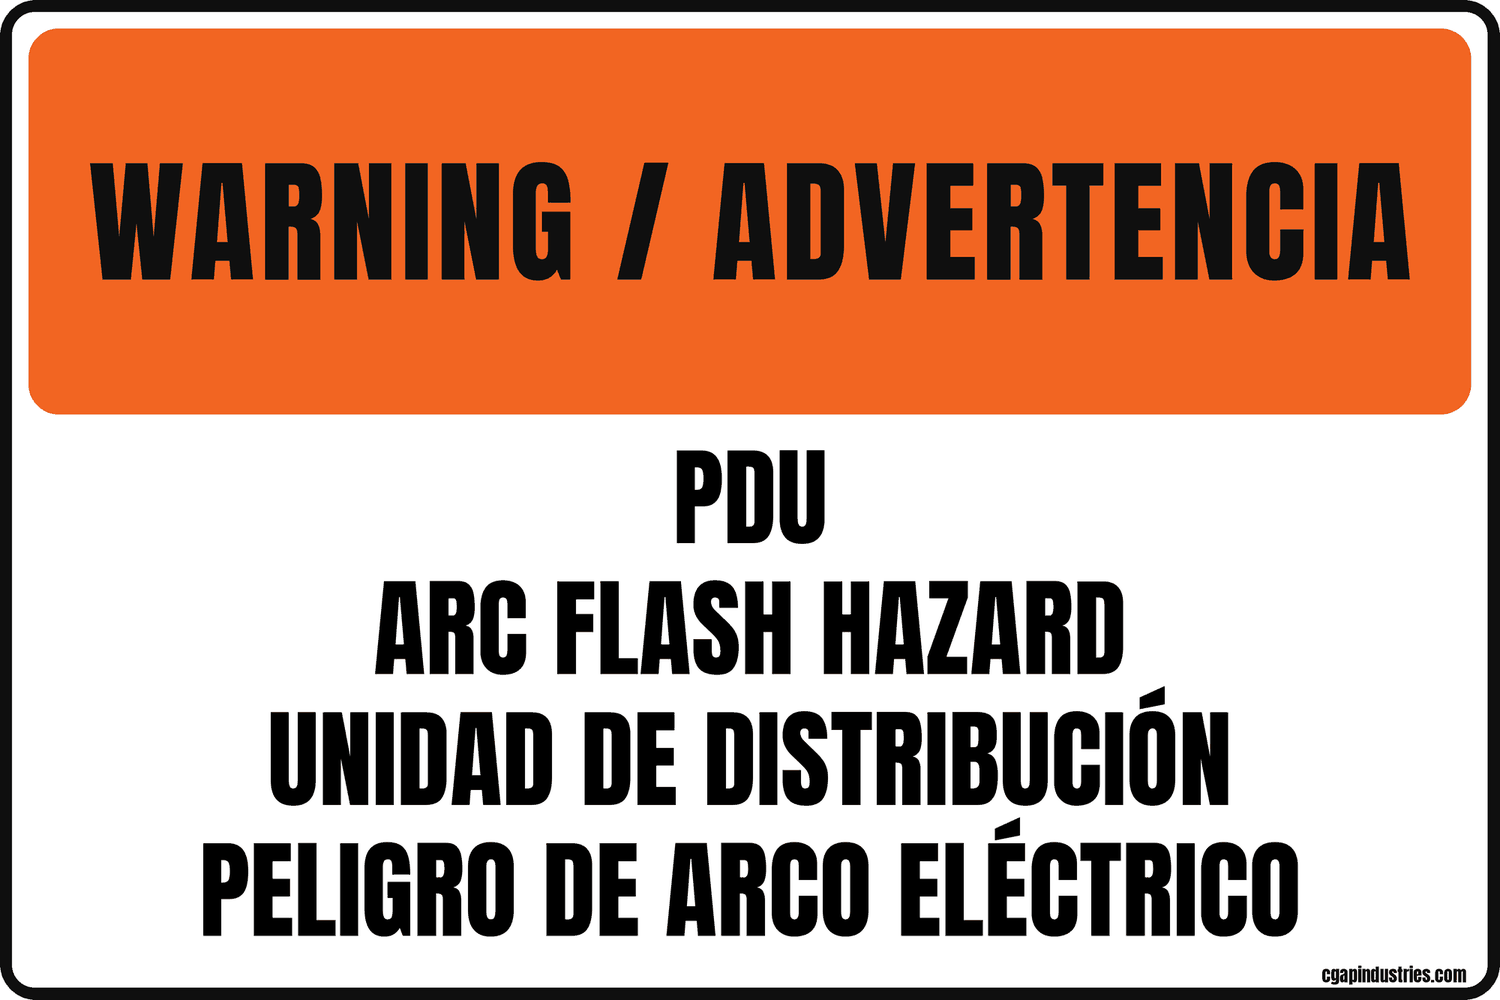 WARNING / ADVERTENCIA
PDU
ARC FLASH HAZARD
UNIDAD DE DISTRIBUCIÓN
PELIGRO DE ARCO ELÉCTRICO
cgapindustries.com